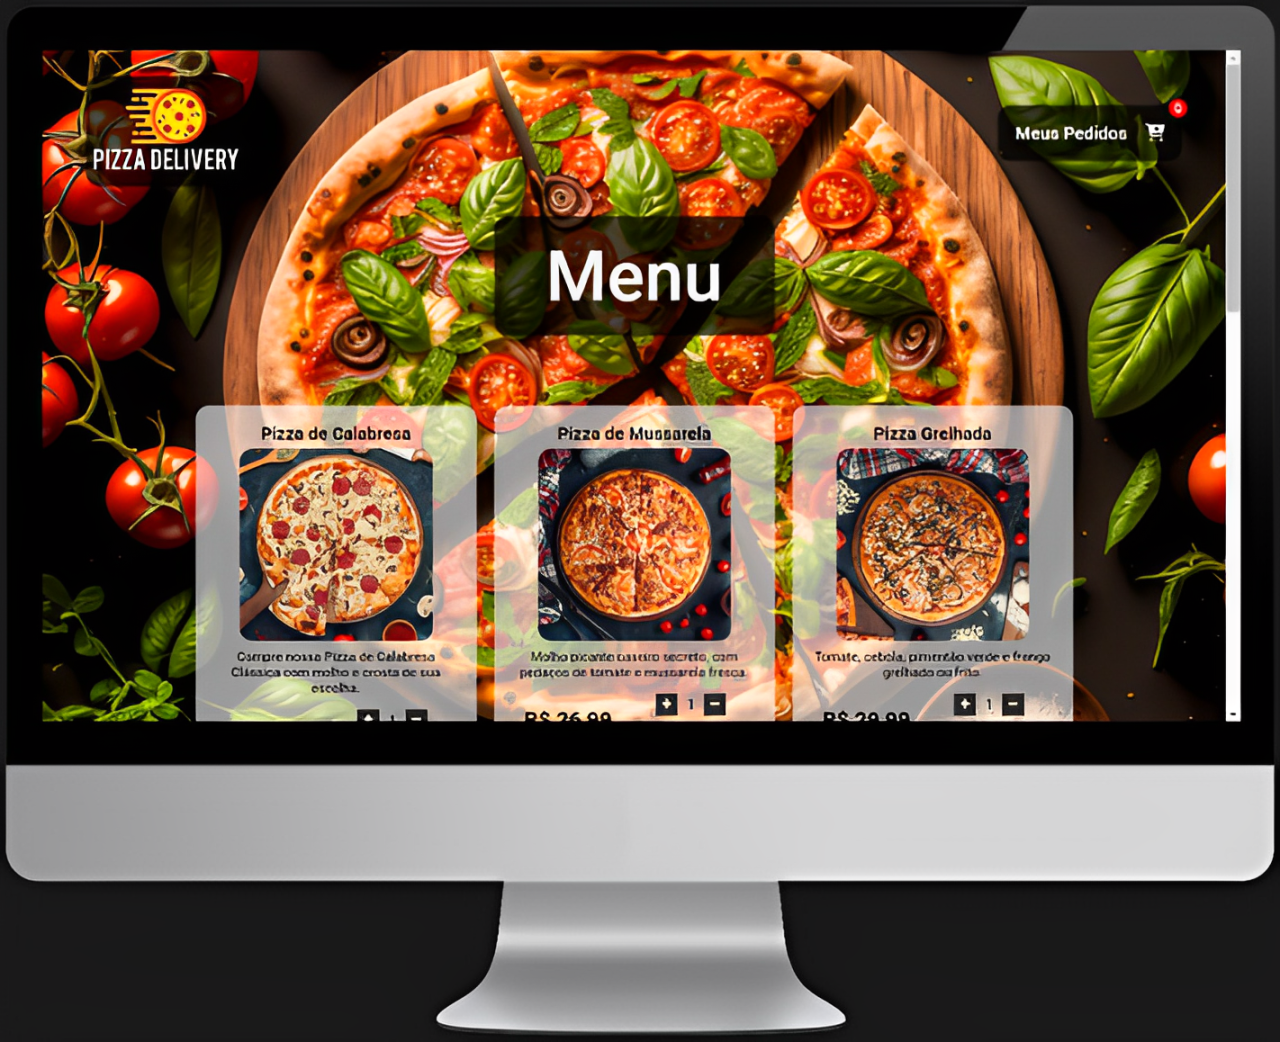 PIZZA DELIVERY
Meus Pedidos
0
Menu
Pizza de Calabresa
Pizza de Mussarela
Pizza Grelhada
Compre nossa Pizza de Calabresa
Clássica com molho e crosta de sua
escolha.
Molho picante caseiro secreto, com
pedaços de tomate e mussarela fresca.
Tomate, cebola, pimentão verde e frango
grelhado ou frito.
+ 1 -
R$ 26,99
+ 1 -
R$ 29,99
+ 1 -